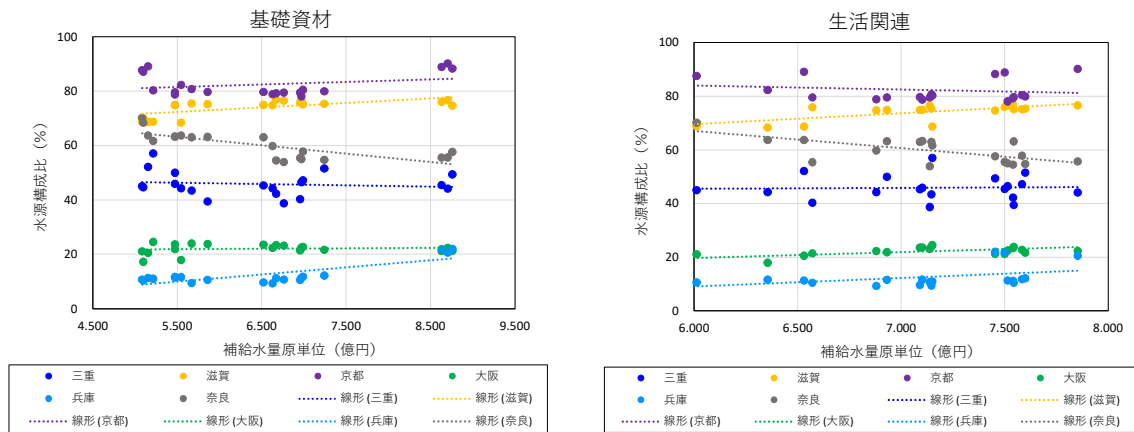 基礎資材
100
80
60
40
20
0
水源構成比（%）
4.500 5.500 6.500 7.500 8.500 9.500
補給水量原単位（億円）
三重 滋賀 京都 大阪
兵庫 奈良 線形 (三重) 線形 (滋賀)
線形 (京都) 線形 (大阪) 線形 (兵庫) 線形 (奈良)
生活関連
100
80
60
40
20
0
水源構成比（%）
6.000 6.500 7.000 7.500 8.000
補給水量原単位（億円）
三重 滋賀 京都 大阪
兵庫 奈良 線形 (三重) 線形 (滋賀)
線形 (京都) 線形 (大阪) 線形 (兵庫) 線形 (奈良)